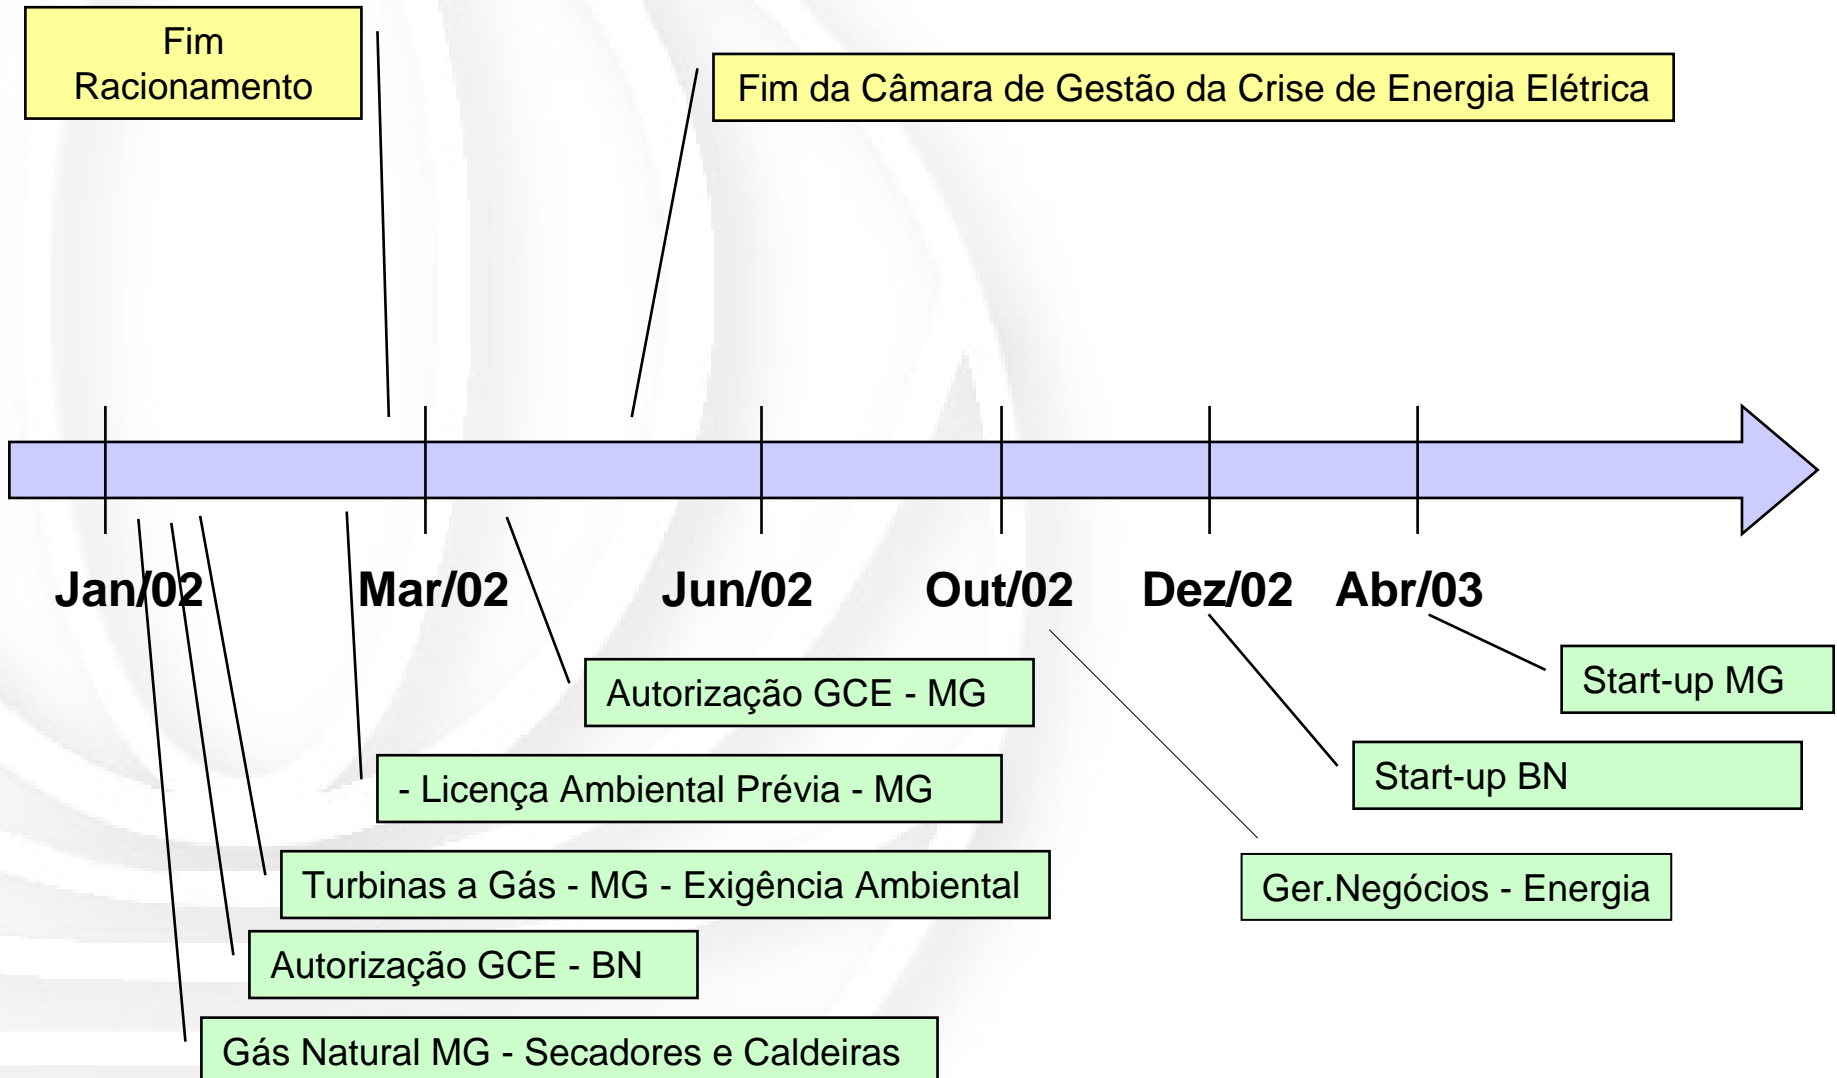 Fim
Racionamento
Fim da Câmara de Gestão da Crise de Energia Elétrica
Jan/02
Mar/02
Jun/02
Out/02
Dez/02
Abr/03
Autorização GCE - MG
Start-up MG
- Licença Ambiental Prévia - MG
Start-up BN
Turbinas a Gás - MG - Exigência Ambiental
Ger.Negócios - Energia
Autorização GCE - BN
Gás Natural MG - Secadores e Caldeiras